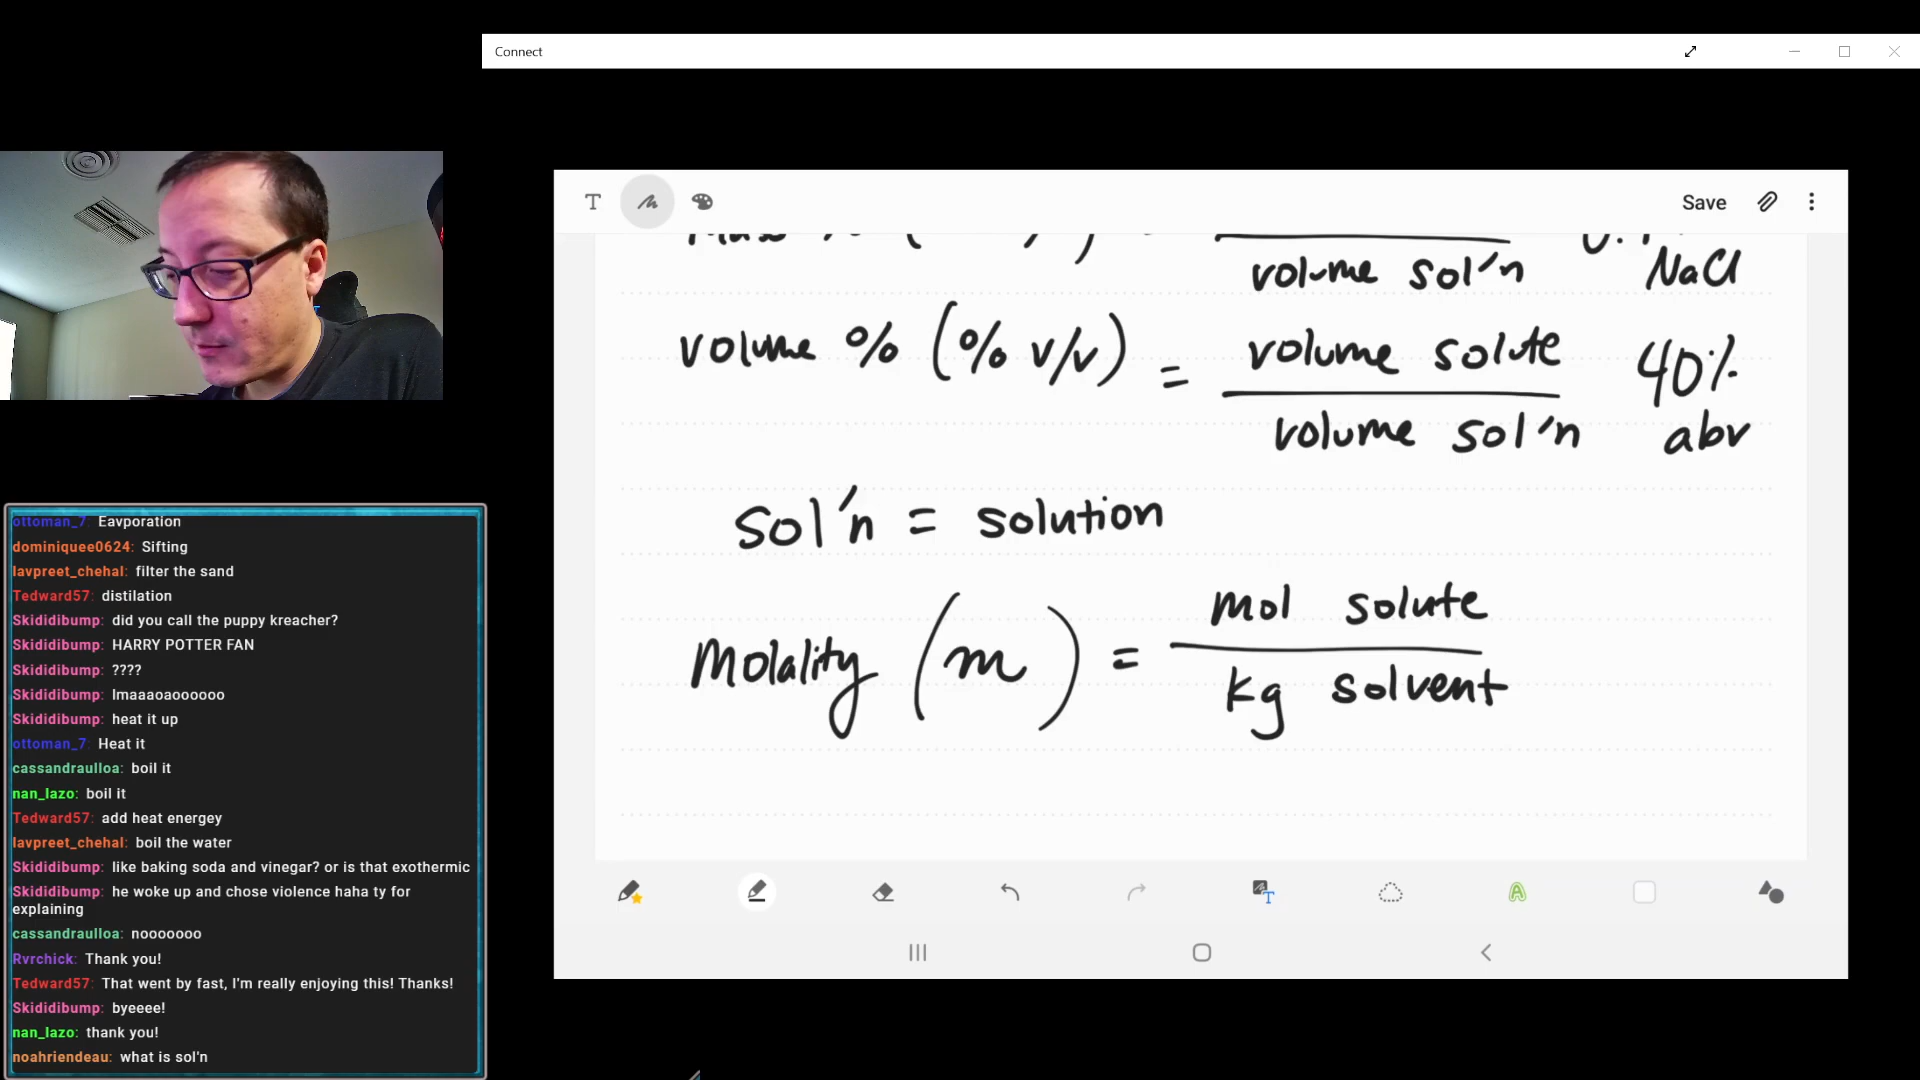 Connect
Save
volume sol'n
NaCl
volume % (% v/v) = volume solute 40%
volume sol'n abv
sol'n = solution
Molality (m) = mol solute
kg solvent
ottoman_7: Eavporation
dominiquee0624: Sifting
lavpreet_chehal: filter the sand
Tedward57: distilation
Skididibump: did you call the puppy kreacher?
Skididibump: HARRY POTTER FAN
Skididibump: ????
Skididibump: lmaaaoaoooooo
Skididibump: heat it up
ottoman_7: Heat it
cassandraulloa: boil it
nan_lazo: boil it
Tedward57: add heat energey
lavpreet_chehal: boil the water
Skididibump: like baking soda and vinegar? or is that exothermic
Skididibump: he woke up and chose violence haha ty for
explaining
cassandraulloa: nooooooo
Rvrchick: Thank you!
Tedward57: That went by fast, I'm really enjoying this! Thanks!
Skididibump: byeeee!
nan_lazo: thank you!
noahriendeau: what is sol'n